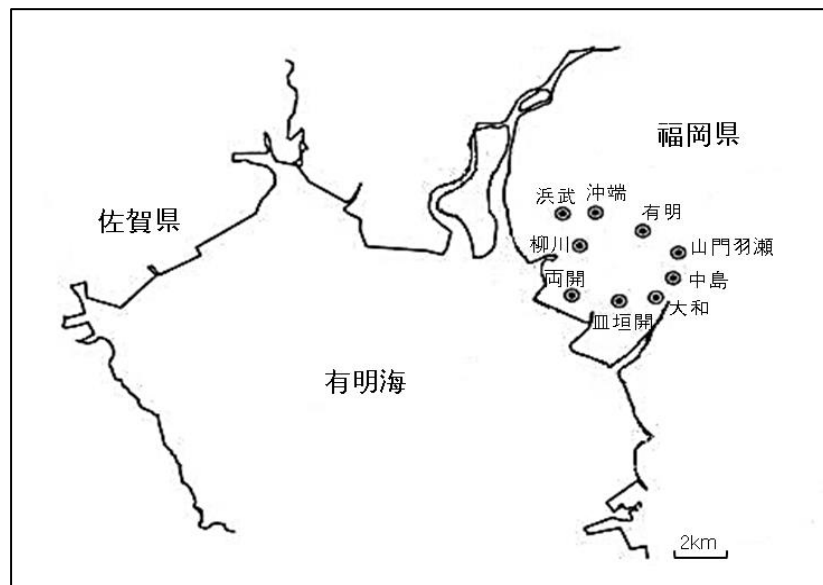 福岡県
佐賀県
浜武
沖端
有明
柳川
山門羽瀬
両開
中島
皿垣開
大和
有明海
2km